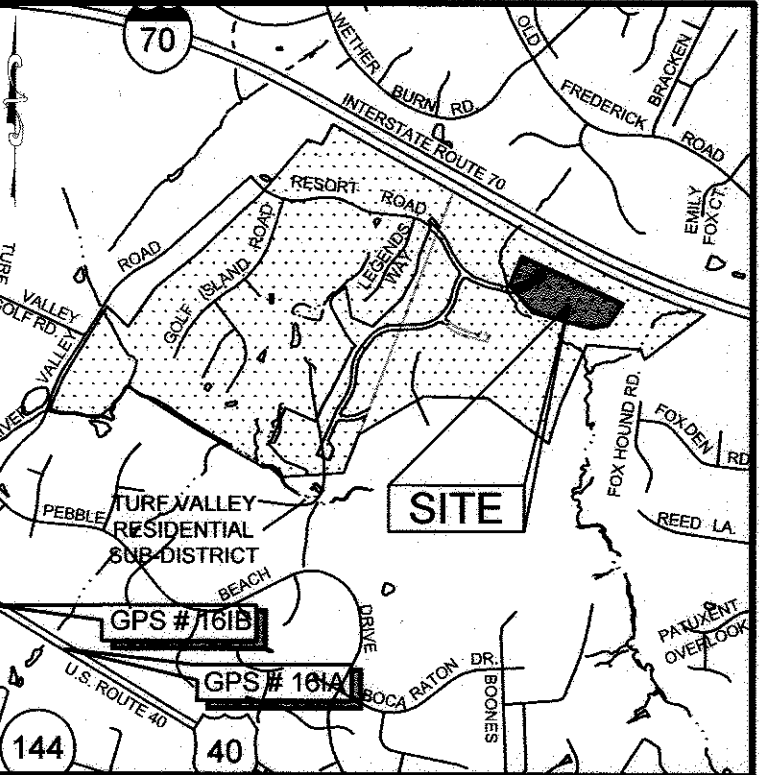 70
WETHER
BURN RD.
OLD
FREDERICK
ROAD
BRACKEN
INTERSTATE ROUTE 70
EMILY
FOX CT.
RESORT
ROAD
ROAD
GOLF ISLAND ROAD
LEGENDS
WAY
TURF
VALLEY
GOLF RD.
VALLEY
RIVER
FOX HOUND RD.
FOX DEN
RD
REED LA.
SITE
TURF VALLEY
RESIDENTIAL
SUB-DISTRICT
PEBBLE
BEACH
DRIVE
GPS # 16IB
GPS # 16IA
PATUXENT
OVERLOOK
BOCA RATON DR.
BOONES
U.S. ROUTE 40
144
40